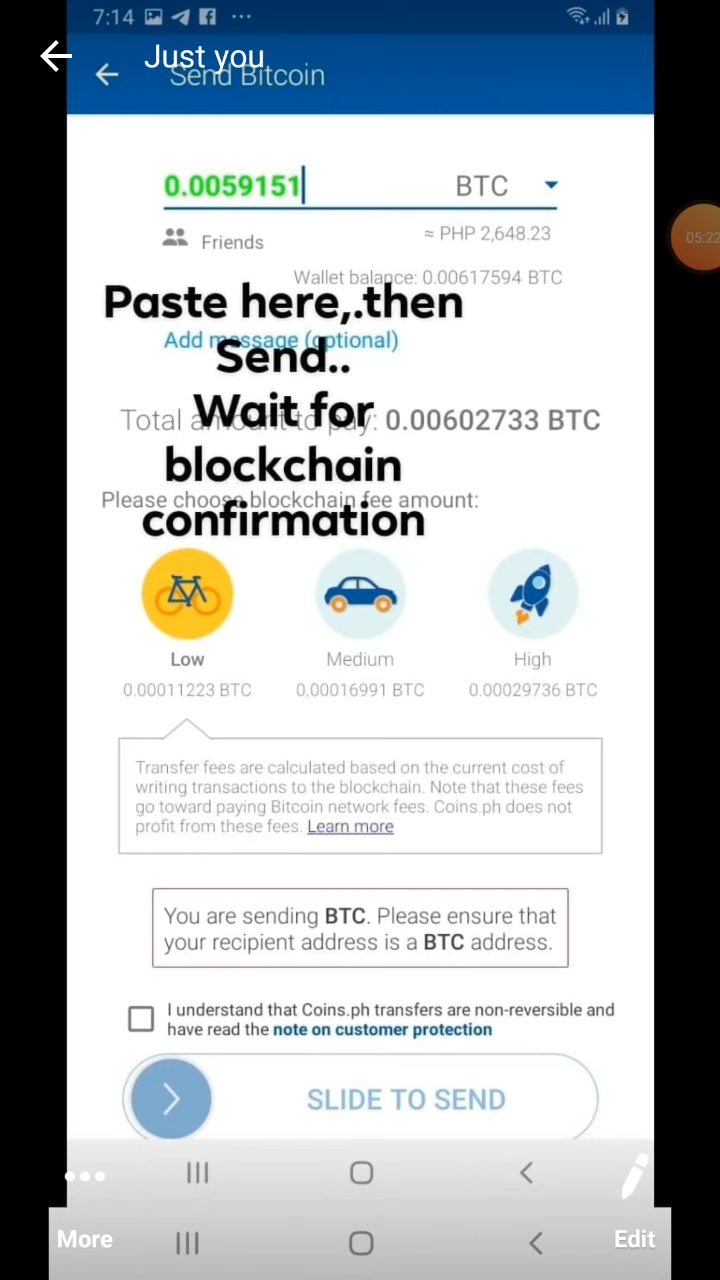 7:14
Just you
Send Bitcoin
0.0059151
BTC
Friends
≈ PHP 2,648.23
Wallet balance: 0.00617594 BTC
Paste here,.then
Add message (optional)
Send..
Wait for
Total amount to pay: 0.00602733 BTC
blockchain
Please choose blockchain fee amount:
confirmation
Low
Medium
High
0.00011223 BTC
0.00016991 BTC
0.00029736 BTC
Transfer fees are calculated based on the current cost of
writing transactions to the blockchain. Note that these fees
go toward paying Bitcoin network fees. Coins.ph does not
profit from these fees. Learn more
You are sending BTC. Please ensure that
your recipient address is a BTC address.
I understand that Coins.ph transfers are non-reversible and
have read the note on customer protection
SLIDE TO SEND
More
Edit
05:22